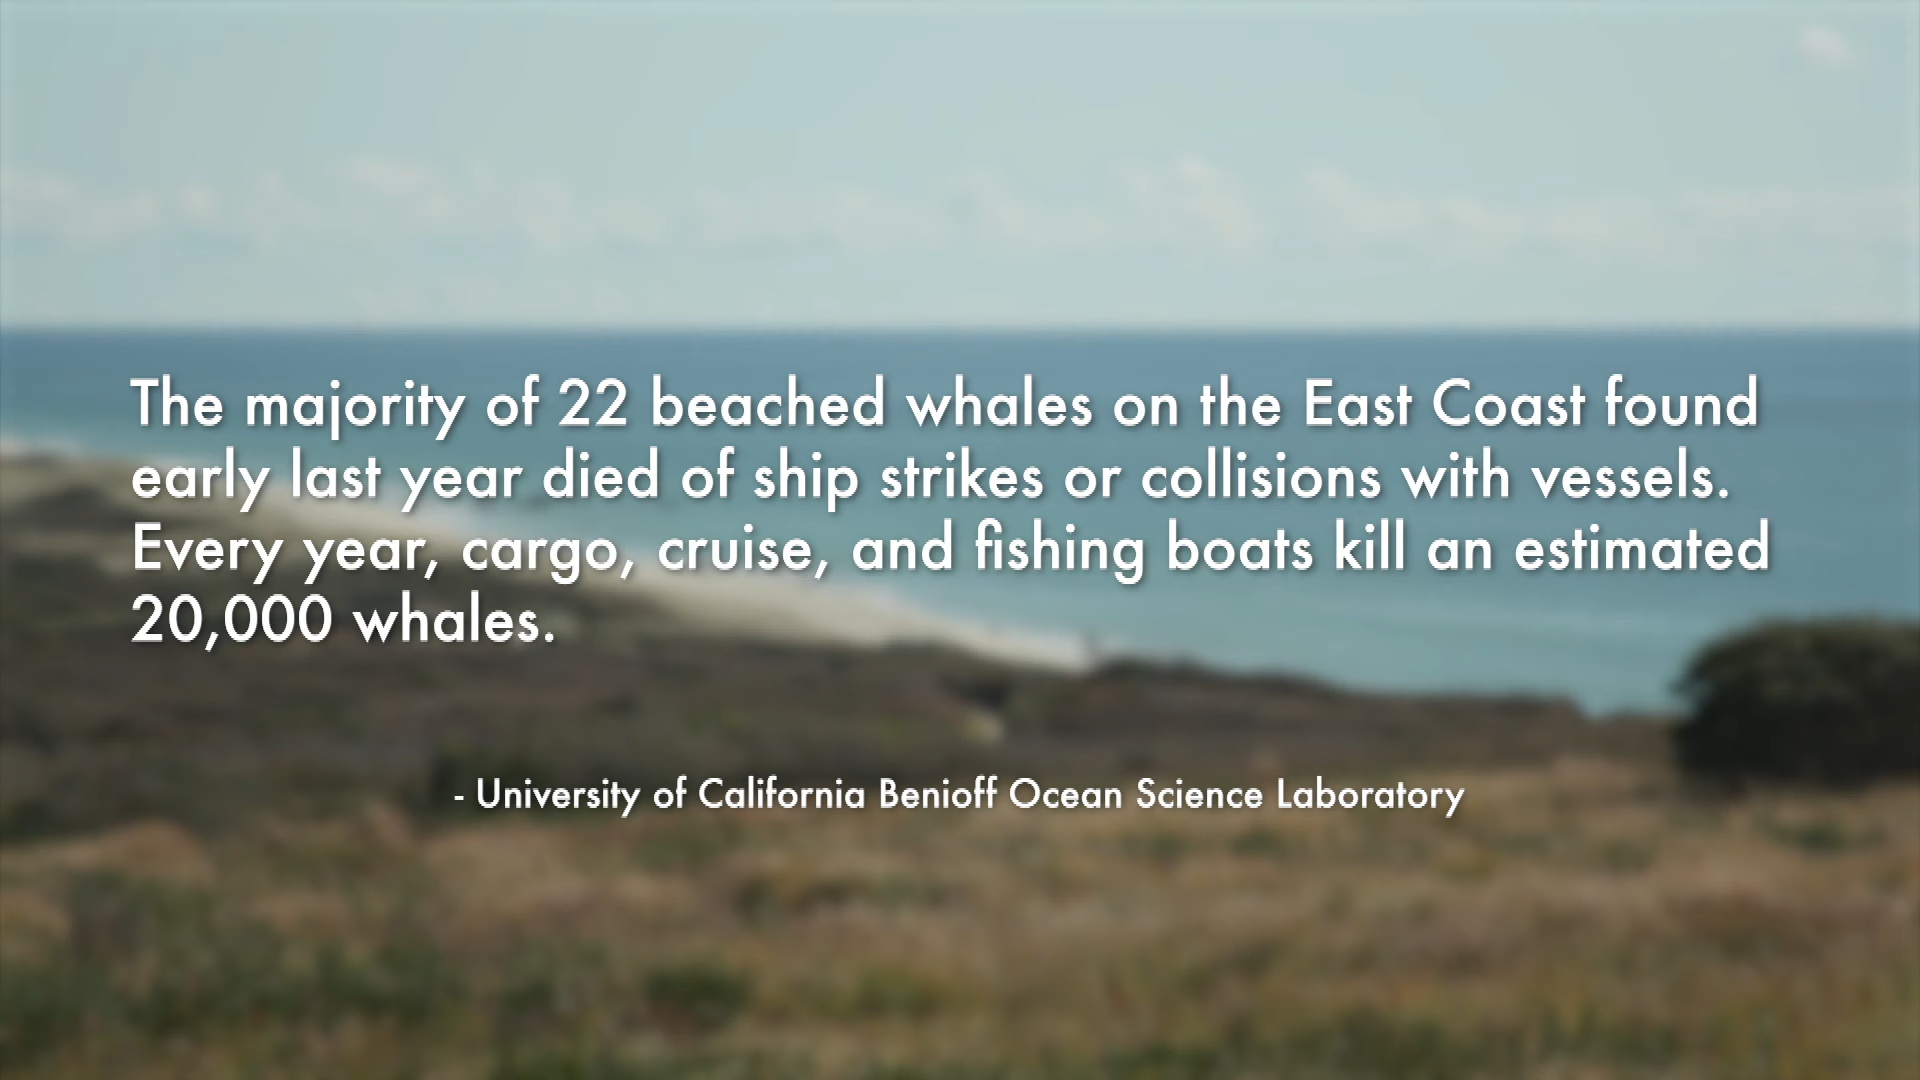 The majority of 22 beached whales on the East Coast found
early last year died of ship strikes or collisions with vessels.
Every year, cargo, cruise, and fishing boats kill an estimated
20,000 whales.
- University of California Benioff Ocean Science Laboratory